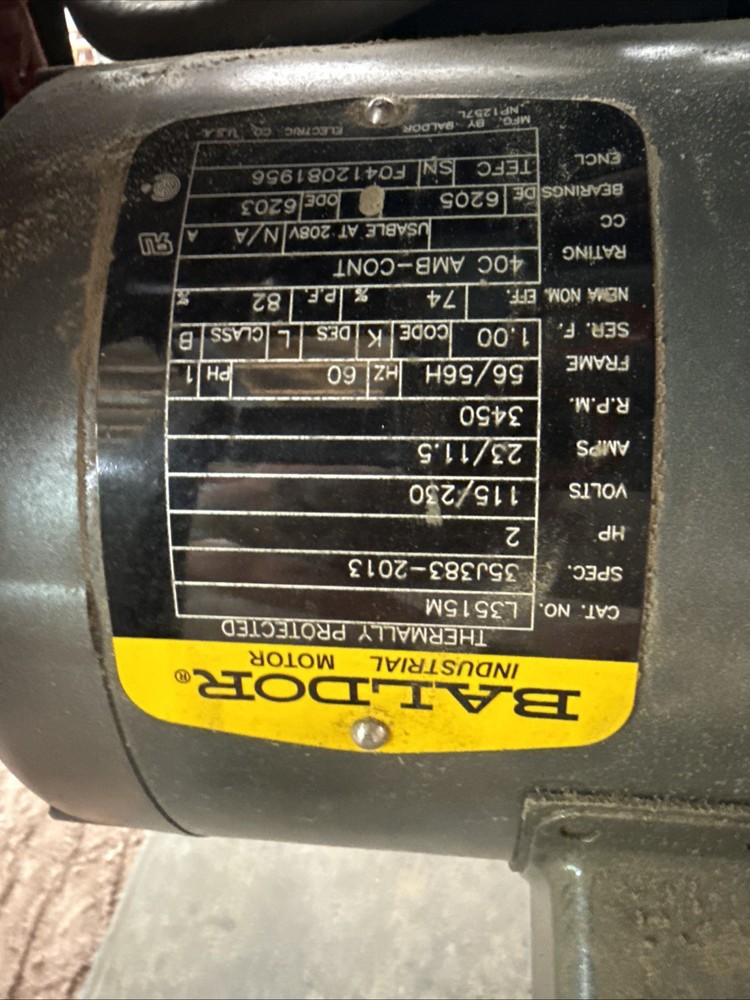 BALDOR®
INDUSTRIAL MOTOR
THERMALLY PROTECTED
CAT. NO. L3515M
SPEC. 35J383-2013
HP 2
VOLTS 115/230
AMPS 23/11.5
R.P.M. 3450
FRAME 56/56H HZ 60 PH 1
SER. F. 1.00 CODE K DES L CLASS B
NEMA NOM. EFF. 74 % P.F. 82 %
RATING 40C AMB-CONT
CC USABLE AT 208V N/A A
BEARINGS DE 6205 ODE 6203
ENCL TEFC SN F0412081956
MFG. BY BALDOR ELECTRIC CO. U.S.A.
NP1257L